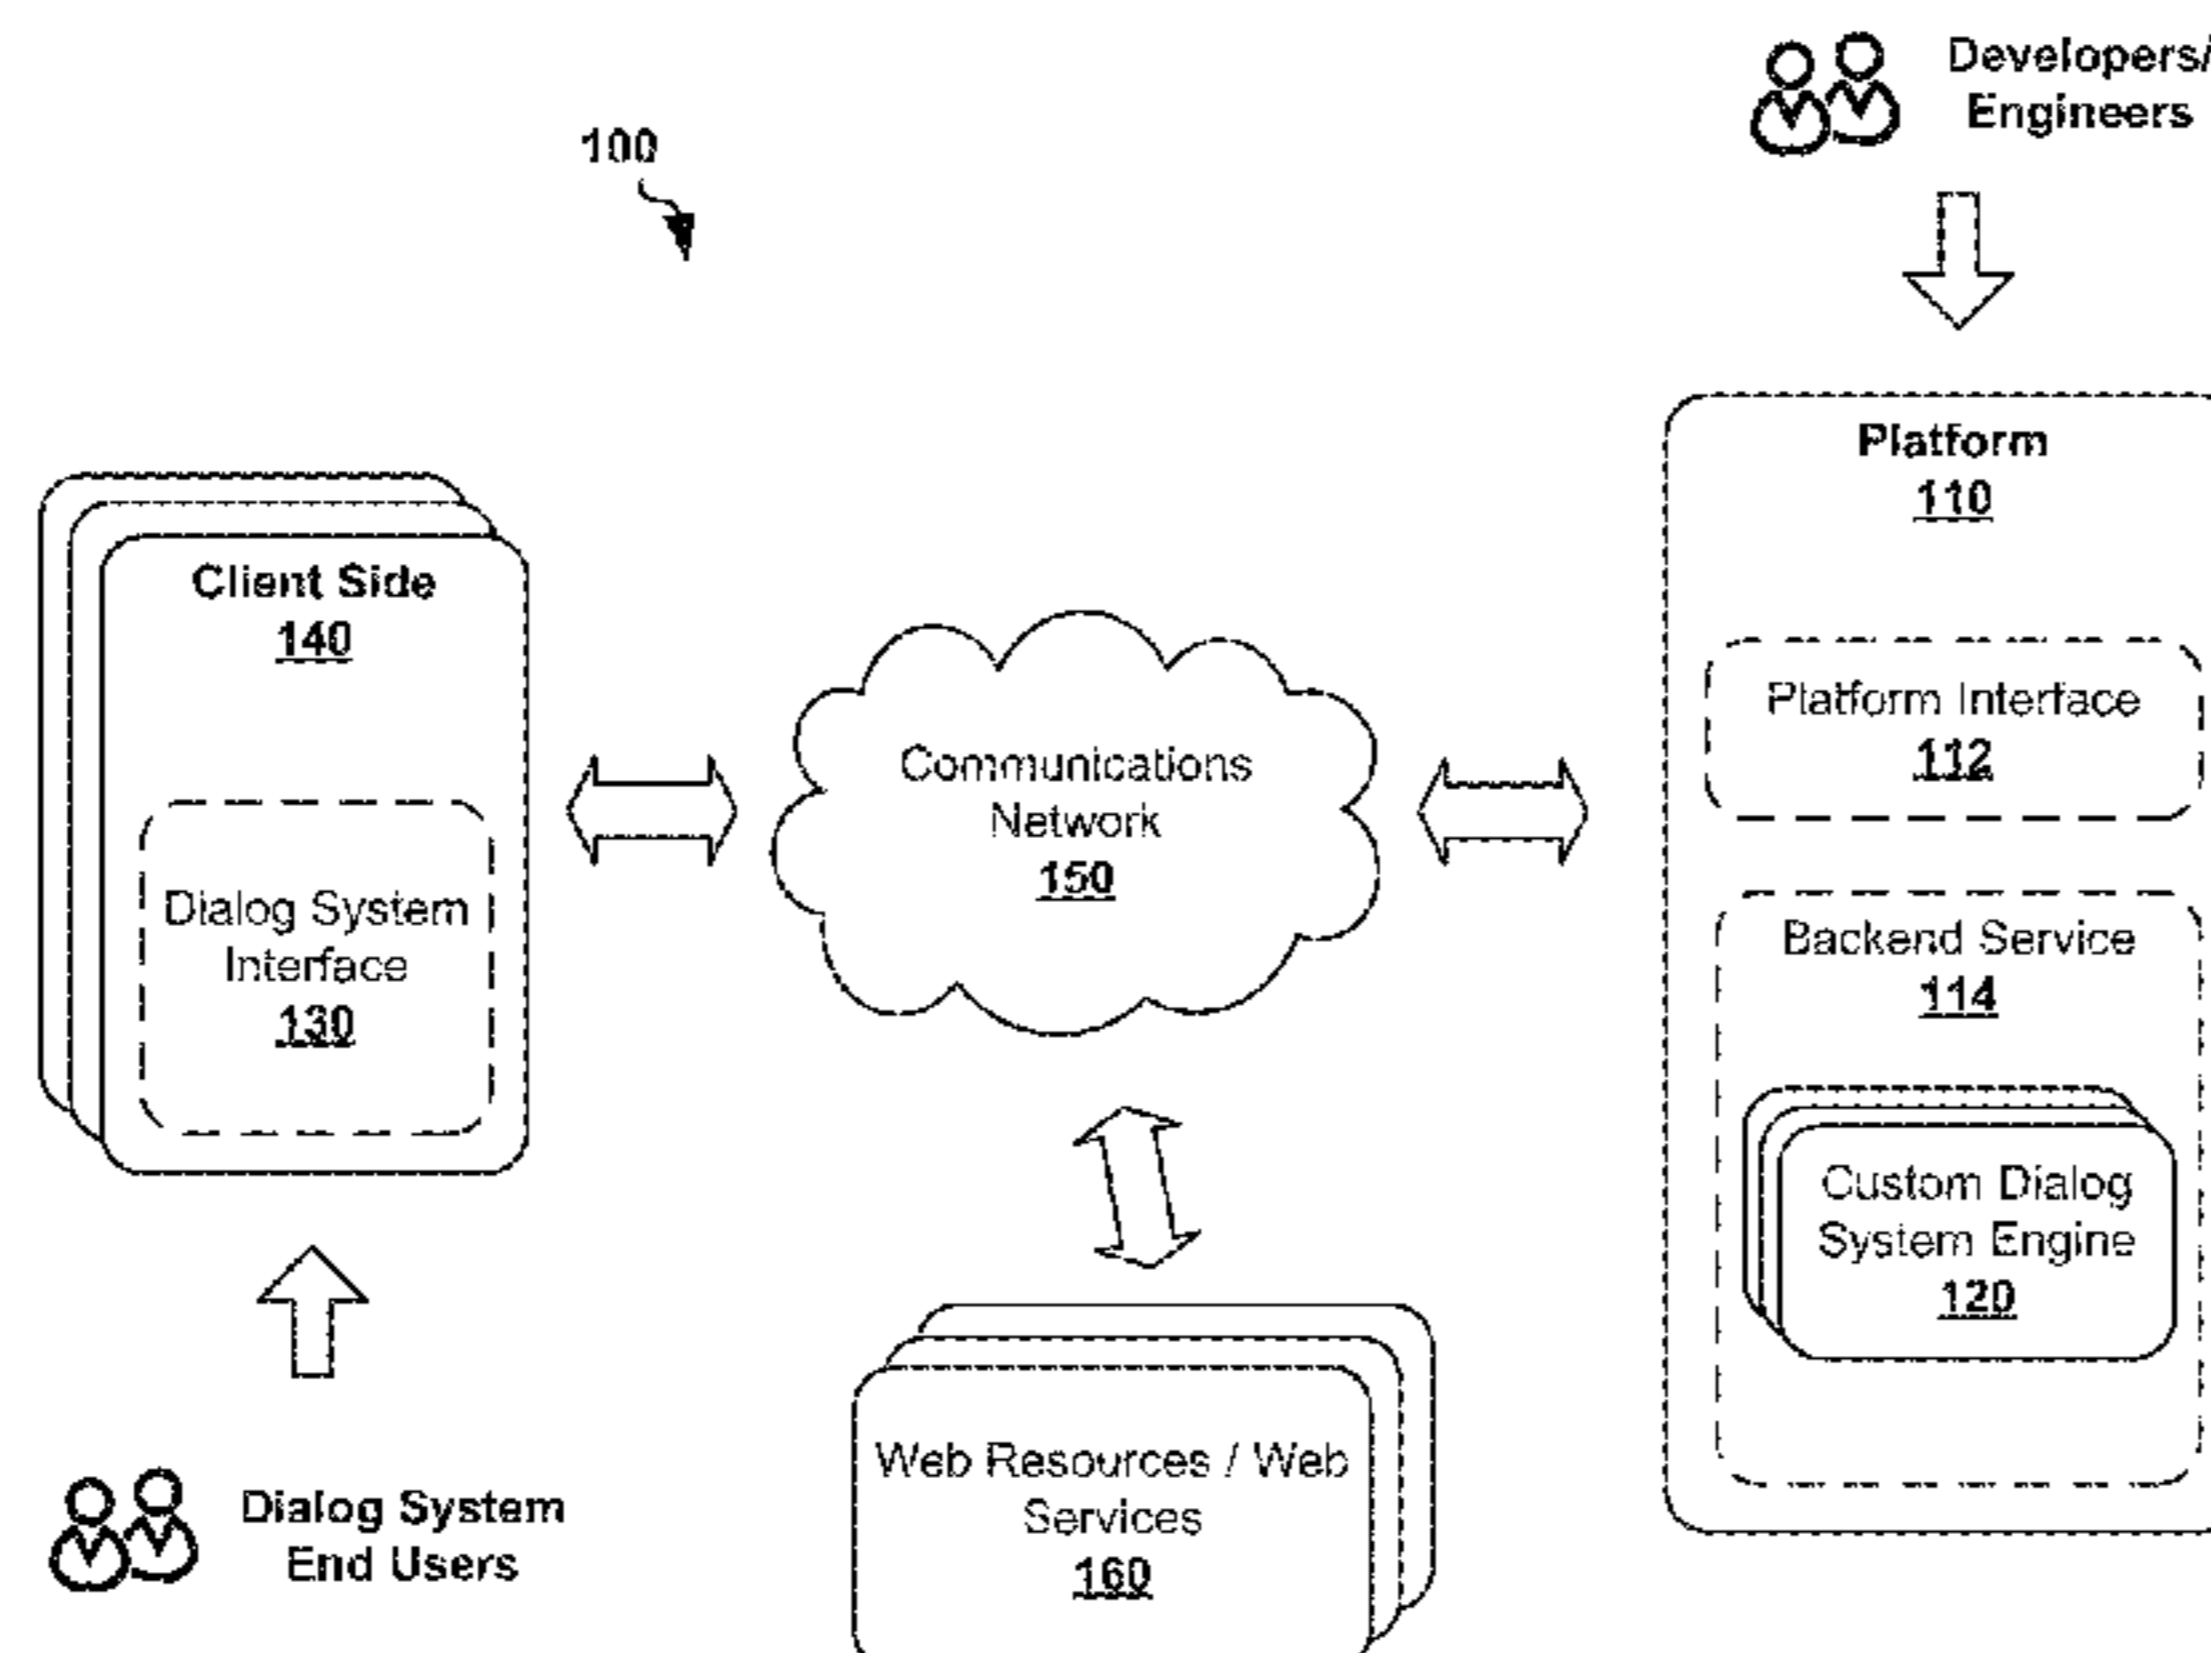 100
Developers/
Engineers
Platform
110
Client Side
140
Platform Interface
112
Communications
Network
150
Dialog System
Interface
130
Backend Service
114
Custom Dialog
System Engine
120
Web Resources / Web
Services
160
Dialog System
End Users